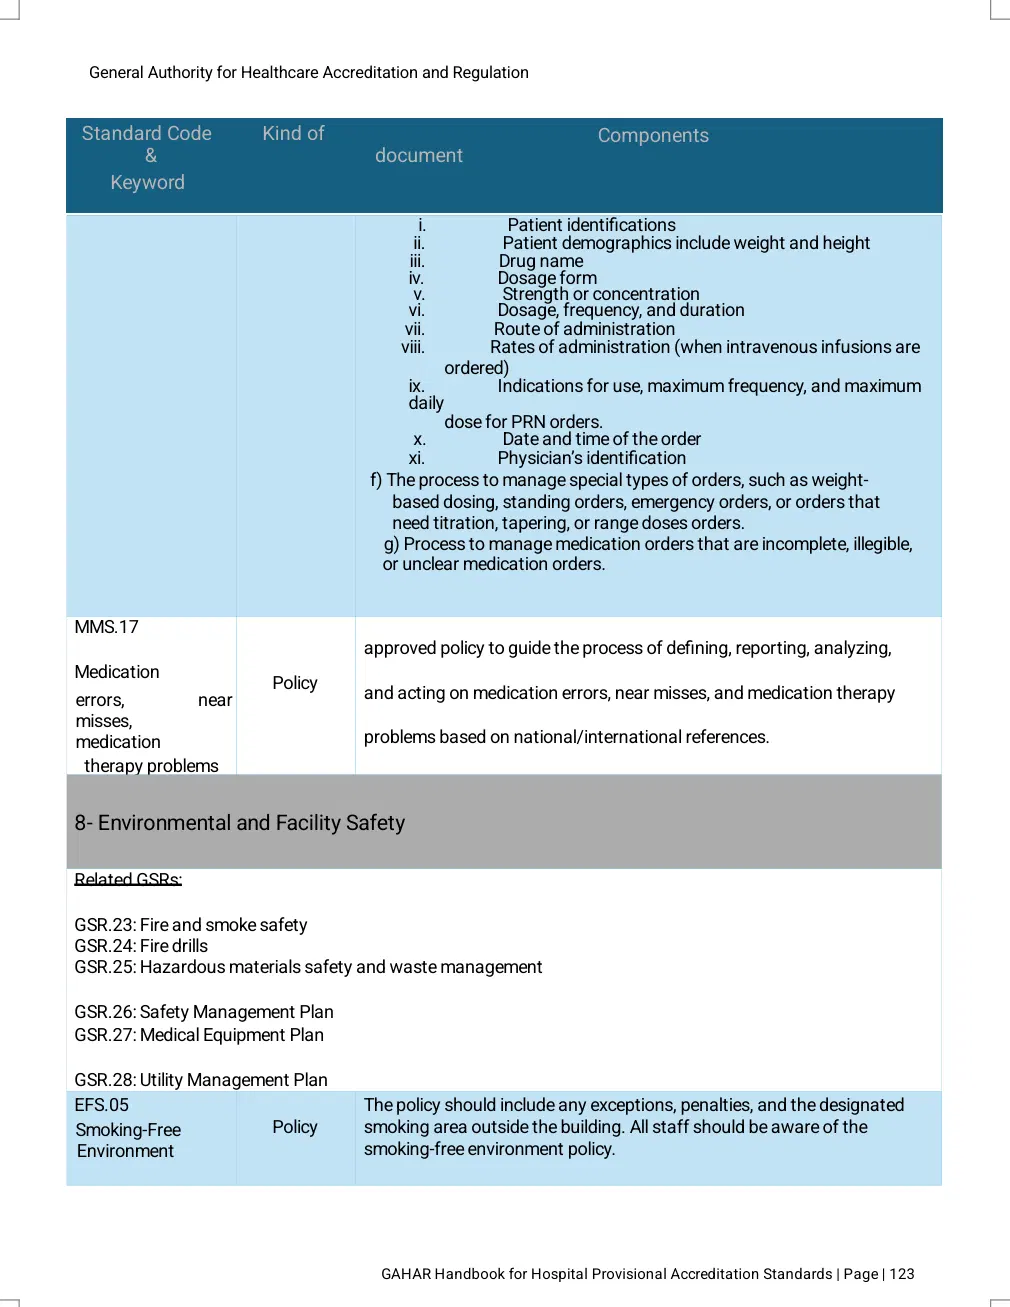 General Authority for Healthcare Accreditation and Regulation
Standard Code
&
Keyword
Kind of
document
Components
i. Patient identifications
ii. Patient demographics include weight and height
iii. Drug name
iv. Dosage form
v. Strength or concentration
vi. Dosage, frequency, and duration
vii. Route of administration
viii. Rates of administration (when intravenous infusions are
ordered)
ix. Indications for use, maximum frequency, and maximum
daily
dose for PRN orders.
x. Date and time of the order
xi. Physician’s identification
f) The process to manage special types of orders, such as weight-
based dosing, standing orders, emergency orders, or orders that
need titration, tapering, or range doses orders.
g) Process to manage medication orders that are incomplete, illegible,
or unclear medication orders.
MMS.17
Medication
errors, near
misses,
medication
therapy problems
Policy
approved policy to guide the process of defining, reporting, analyzing,
and acting on medication errors, near misses, and medication therapy
problems based on national/international references.
8- Environmental and Facility Safety
Related GSRs:
GSR.23: Fire and smoke safety
GSR.24: Fire drills
GSR.25: Hazardous materials safety and waste management
GSR.26: Safety Management Plan
GSR.27: Medical Equipment Plan
GSR.28: Utility Management Plan
EFS.05
Smoking-Free
Environment
Policy
The policy should include any exceptions, penalties, and the designated
smoking area outside the building. All staff should be aware of the
smoking-free environment policy.
GAHAR Handbook for Hospital Provisional Accreditation Standards | Page | 123